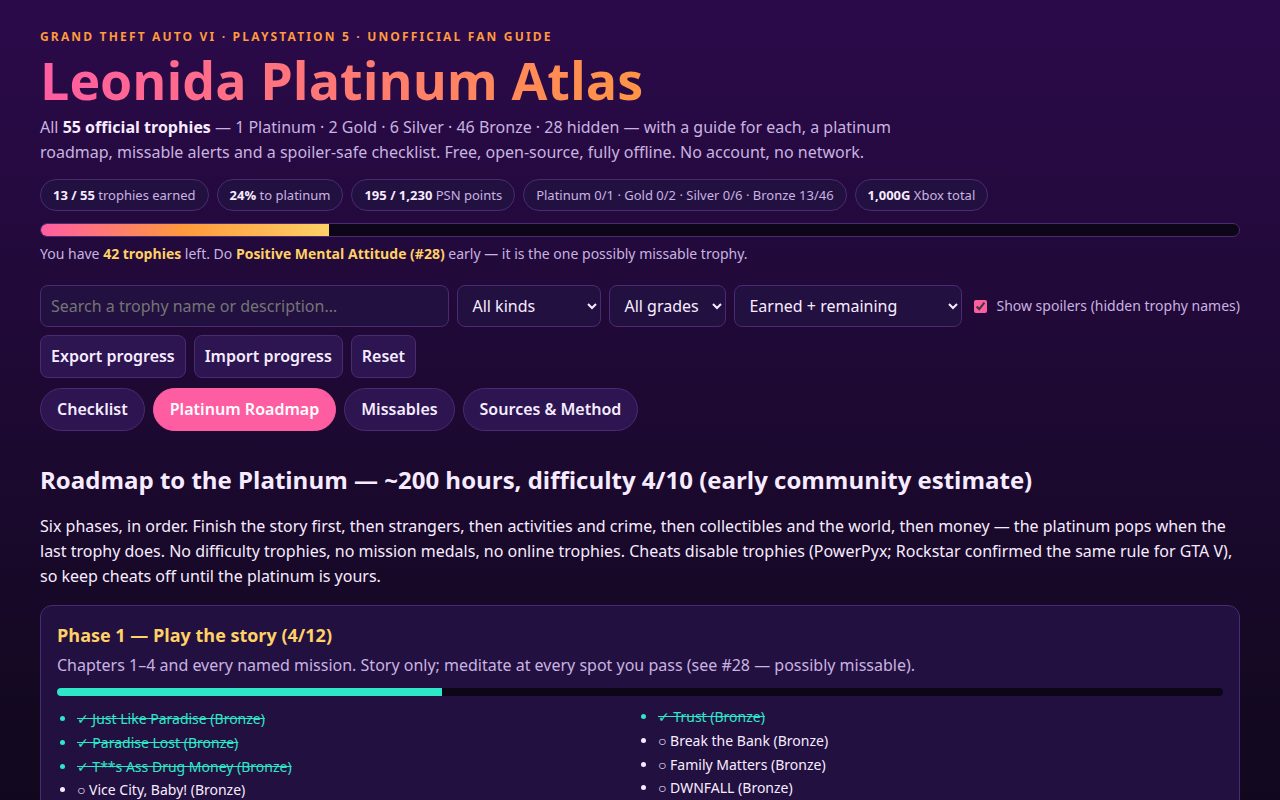 GRAND THEFT AUTO VI · PLAYSTATION 5 · UNOFFICIAL FAN GUIDE
Leonida Platinum Atlas
All 55 official trophies — 1 Platinum · 2 Gold · 6 Silver · 46 Bronze · 28 hidden — with a guide for each, a platinum
roadmap, missable alerts and a spoiler-safe checklist. Free, open-source, fully offline. No account, no network.
13 / 55 trophies earned
24% to platinum
195 / 1,230 PSN points
Platinum 0/1 · Gold 0/2 · Silver 0/6 · Bronze 13/46
1,000G Xbox total
You have 42 trophies left. Do Positive Mental Attitude (#28) early — it is the one possibly missable trophy.
Search a trophy name or description...
All kinds
All grades
Earned + remaining
Show spoilers (hidden trophy names)
Export progress
Import progress
Reset
Checklist
Platinum Roadmap
Missables
Sources & Method
Roadmap to the Platinum — ~200 hours, difficulty 4/10 (early community estimate)
Six phases, in order. Finish the story first, then strangers, then activities and crime, then collectibles and the world, then money — the platinum pops when the
last trophy does. No difficulty trophies, no mission medals, no online trophies. Cheats disable trophies (PowerPyx; Rockstar confirmed the same rule for GTA V),
so keep cheats off until the platinum is yours.
Phase 1 — Play the story (4/12)
Chapters 1–4 and every named mission. Story only; meditate at every spot you pass (see #28 — possibly missable).
✓ Just Like Paradise (Bronze)
✓ Paradise Lost (Bronze)
✓ T**s Ass Drug Money (Bronze)
○ Vice City, Baby! (Bronze)
✓ Trust (Bronze)
○ Break the Bank (Bronze)
○ Family Matters (Bronze)
○ DWNFALL (Bronze)